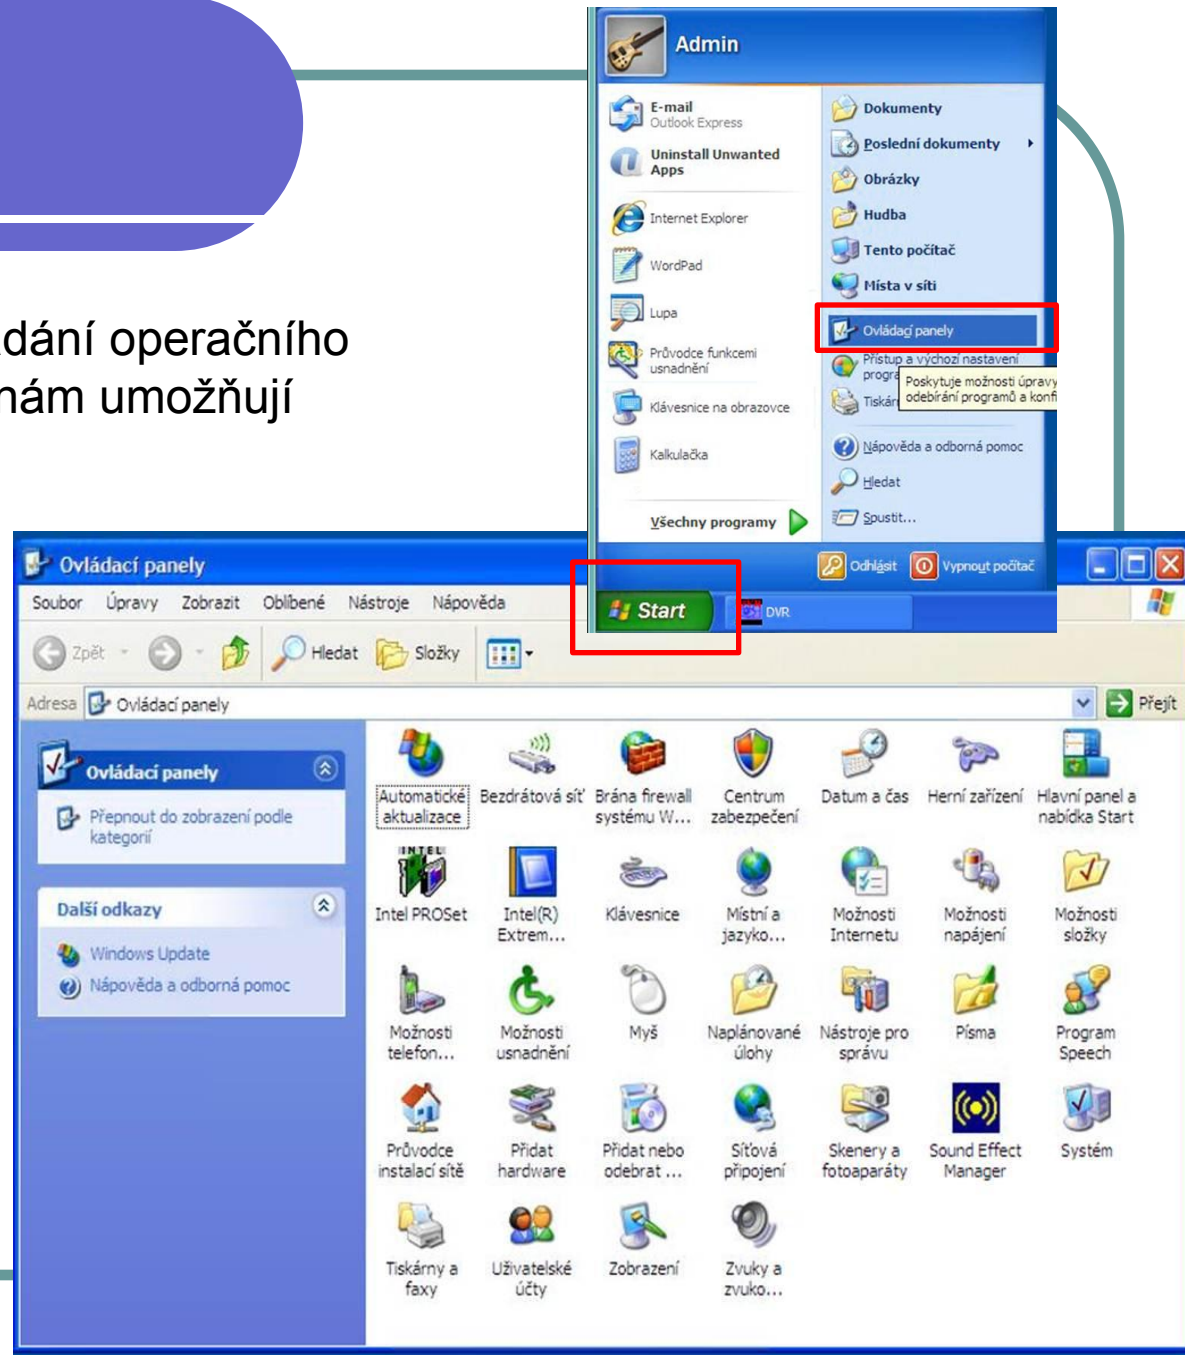 Admin
E-mail
Outlook Express
Uninstall Unwanted
Apps
Internet Explorer
WordPad
Lupa
Průvodce funkcemi
usnadnění
Klávesnice na obrazovce
Kalkulačka
Všechny programy
Dokumenty
Poslední dokumenty
Obrázky
Hudba
Tento počítač
Místa v síti
Ovládací panely
Přístup a výchozí nastavení
progra
Poskytuje možnosti úpravy
odebírání programů a konfi
Tiskár
Nápověda a odborná pomoc
Hledat
Spustit...
Odhlásit
Vypnout počítač
Start
DVR
ádání operačního
nám umožňují
Ovládací panely
Soubor Úpravy Zobrazit Oblíbené Nástroje Nápověda
Zpět Hledat Složky
Adresa Ovládací panely Přejít
Ovládací panely
Přepnout do zobrazení podle
kategorií
Další odkazy
Windows Update
Nápověda a odborná pomoc
Automatické
aktualizace
Bezdrátová síť
Brána firewall
systému W...
Centrum
zabezpečení
Datum a čas
Herní zařízení
Hlavní panel a
nabídka Start
INTEL
Intel PROSet
Intel(R)
Extrem...
Klávesnice
Místní a
jazyko...
Možnosti
Internetu
Možnosti
napájení
Možnosti
složky
Možnosti
telefon...
Možnosti
usnadnění
Myš
Naplánované
úlohy
Nástroje pro
správu
Písma
Program
Speech
Průvodce
instalací sítě
Přidat
hardware
Přidat nebo
odebrat ...
Síťová
připojení
Skenery a
fotoaparáty
Sound Effect
Manager
Systém
Tiskárny a
faxy
Uživatelské
účty
Zobrazení
Zvuky a
zvuko...